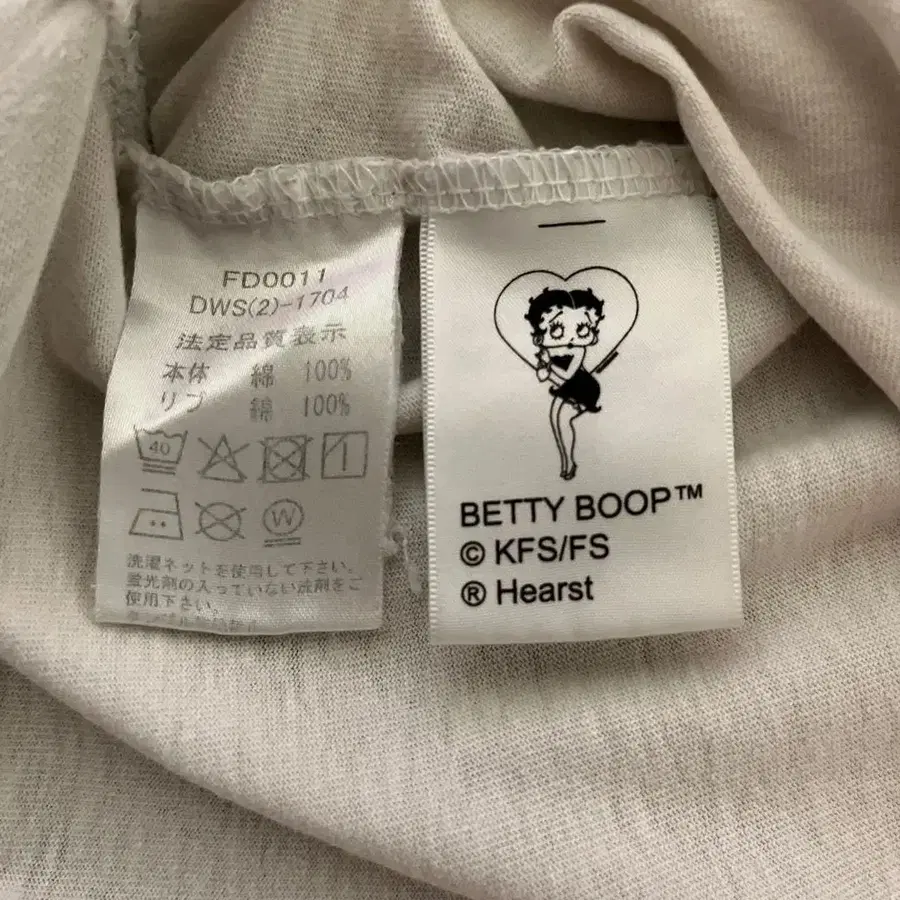 FD0011
DWS(2)-1704
法定品質表示
本体 綿 100%
リブ 綿 100%
40
W
洗濯ネットを使用して下さい。
蛍光剤の入っていない洗剤をご
使用下さい。
BETTY BOOP™
© KFS/FS
® Hearst